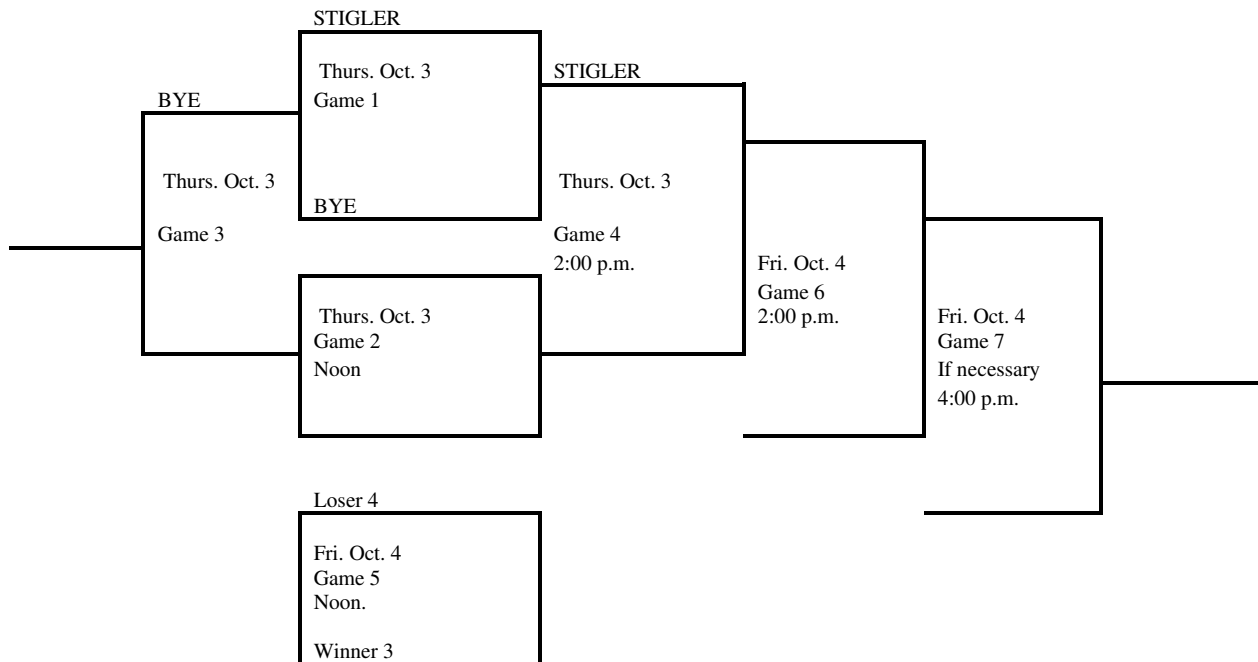 STIGLER
Thurs. Oct. 3
Game 1
BYE
STIGLER
BYE
Thurs. Oct. 3
Game 3
Thurs. Oct. 3
Game 4
2:00 p.m.
Thurs. Oct. 3
Game 2
Noon
Fri. Oct. 4
Game 6
2:00 p.m.
Fri. Oct. 4
Game 7
If necessary
4:00 p.m.
Loser 4
Fri. Oct. 4
Game 5
Noon.
Winner 3